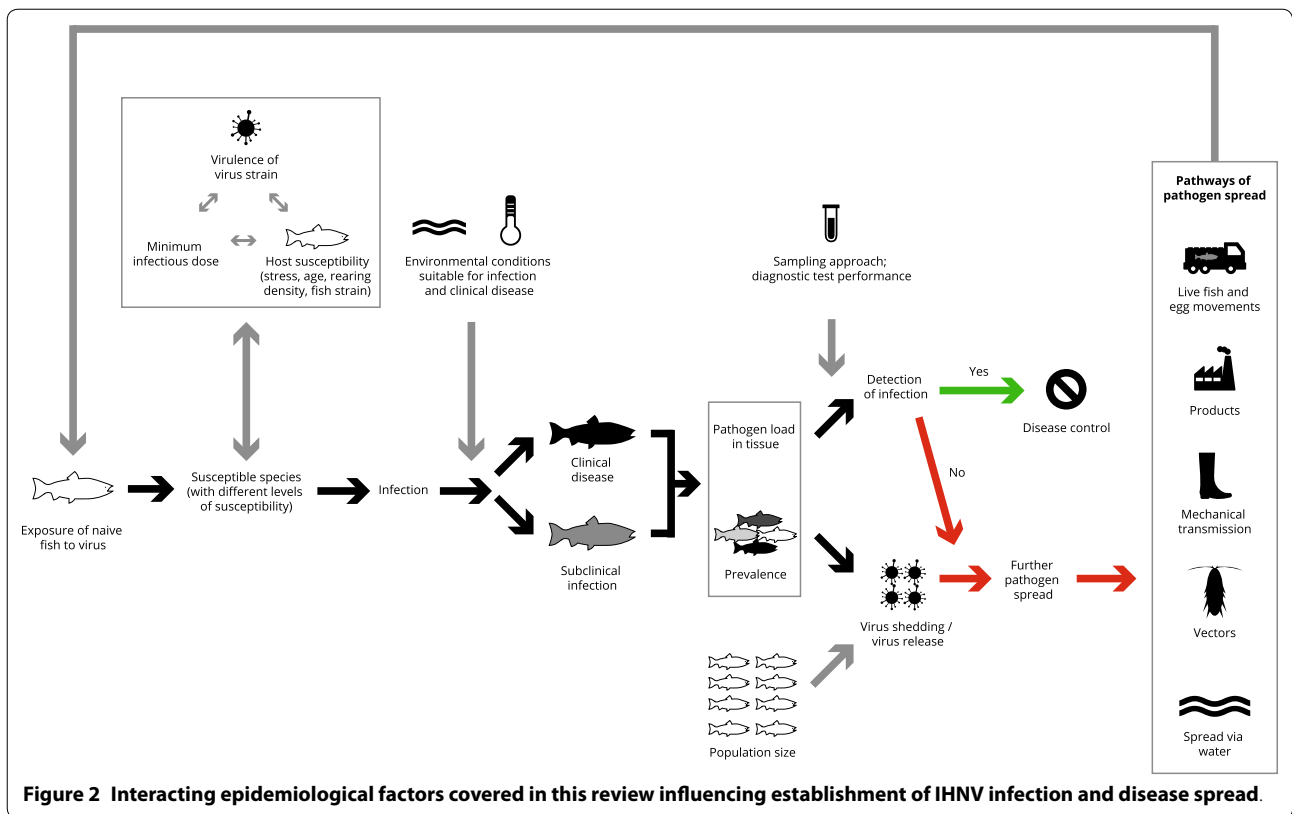 Virulence of
virus strain
Minimum
infectious dose
Host susceptibility
(stress, age, rearing
density, fish strain)
Environmental conditions
suitable for infection
and clinical disease
Sampling approach;
diagnostic test performance
Exposure of naive
fish to virus
Susceptible species
(with different levels
of susceptibility)
Infection
Clinical
disease
Subclinical
infection
Pathogen load
in tissue
Prevalence
Detection
of infection
Yes
No
Disease control
Virus shedding /
virus release
Population size
Further
pathogen
spread
Pathways of
pathogen spread
Live fish and
egg movements
Products
Mechanical
transmission
Vectors
Spread via
water
Figure 2 Interacting epidemiological factors covered in this review influencing establishment of IHNV infection and disease spread.